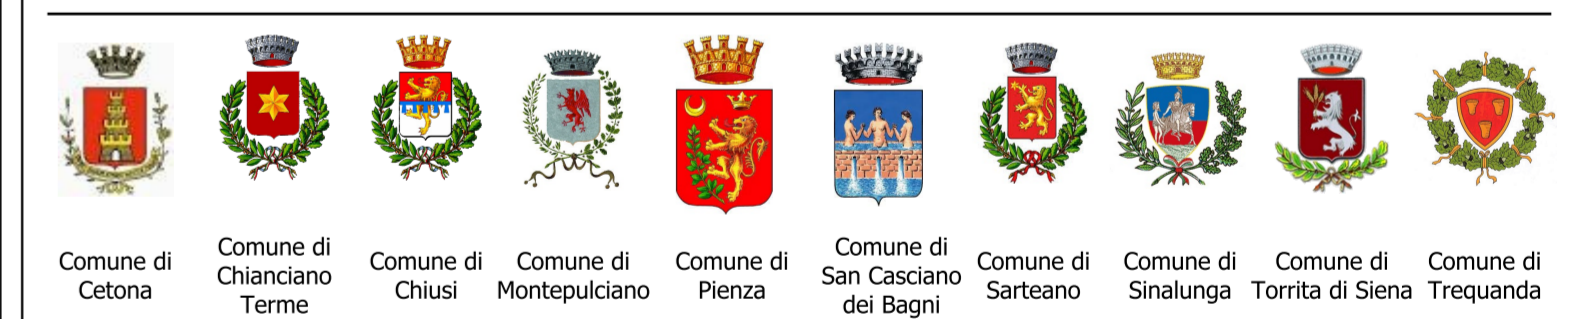 Comune di
Cetona
Comune di
Chianciano
Terme
Comune di
Chiusi
Comune di
Montepulciano
Comune di
Pienza
Comune di
San Casciano
dei Bagni
Comune di
Sarteano
Comune di
Sinalunga
Comune di
Torrita di Siena
Comune di
Trequanda